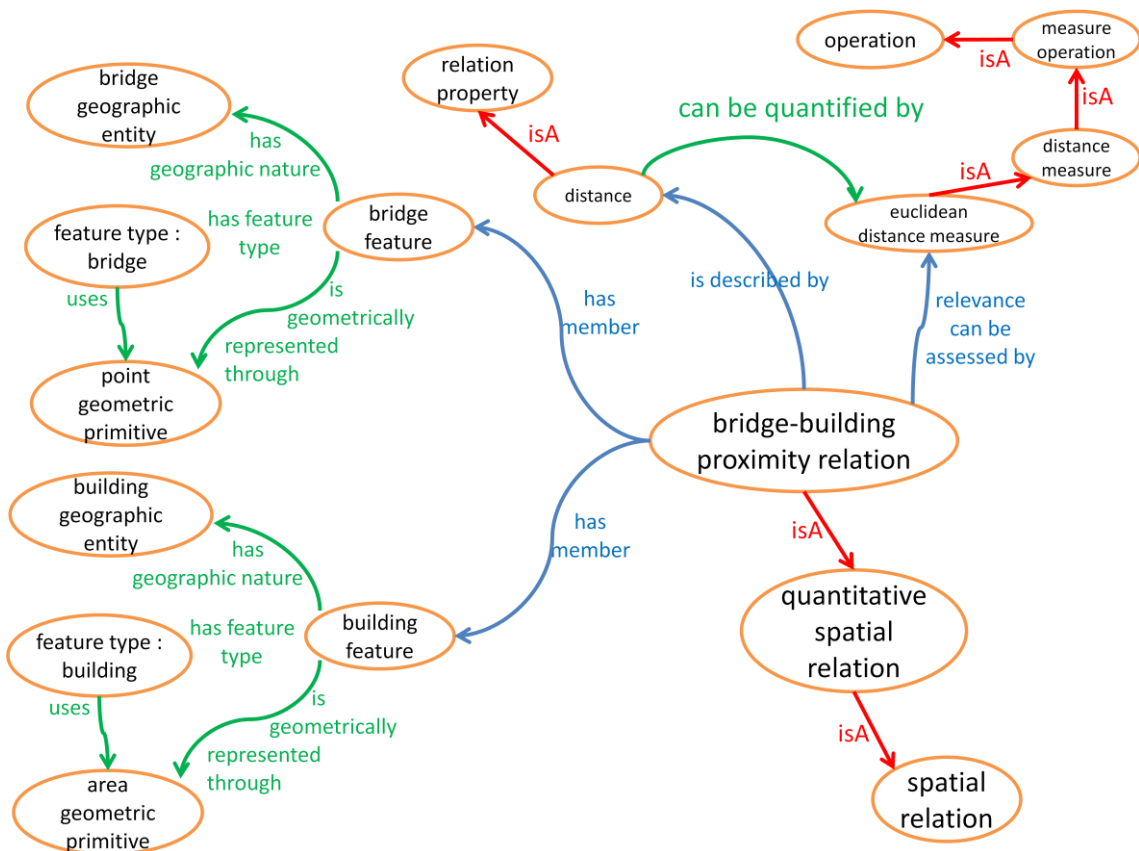 operation
measure
operation
isA
relation
property
bridge
geographic
entity
can be quantified by
isA
isA
has
geographic nature
distance
measure
isA
distance
euclidean
distance measure
feature type :
bridge
has feature
type
bridge
feature
uses
is
geometrically
represented
through
has
member
is described by
relevance
can be
assessed by
point
geometric
primitive
bridge-building
proximity relation
building
geographic
entity
has
member
isA
has
geographic nature
quantitative
spatial
relation
feature type :
building
has feature
type
building
feature
uses
is
geometrically
represented
through
isA
area
geometric
primitive
spatial
relation